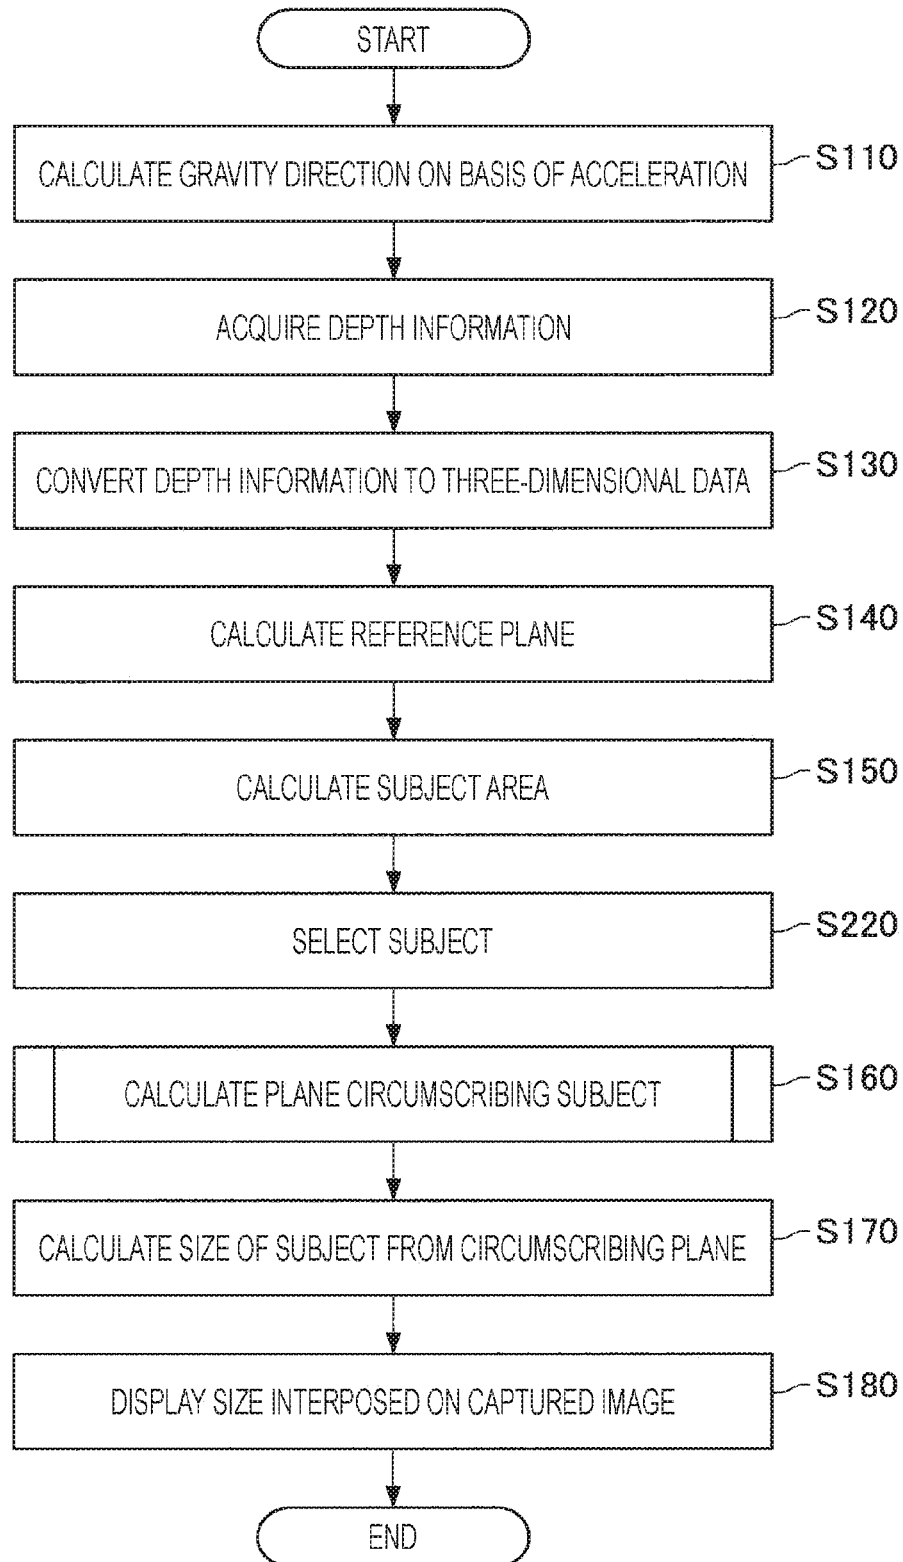 START
CALCULATE GRAVITY DIRECTION ON BASIS OF ACCELERATION
S110
ACQUIRE DEPTH INFORMATION
S120
CONVERT DEPTH INFORMATION TO THREE-DIMENSIONAL DATA
S130
CALCULATE REFERENCE PLANE
S140
CALCULATE SUBJECT AREA
S150
SELECT SUBJECT
S220
CALCULATE PLANE CIRCUMSCRIBING SUBJECT
S160
CALCULATE SIZE OF SUBJECT FROM CIRCUMSCRIBING PLANE
S170
DISPLAY SIZE INTERPOSED ON CAPTURED IMAGE
S180
END